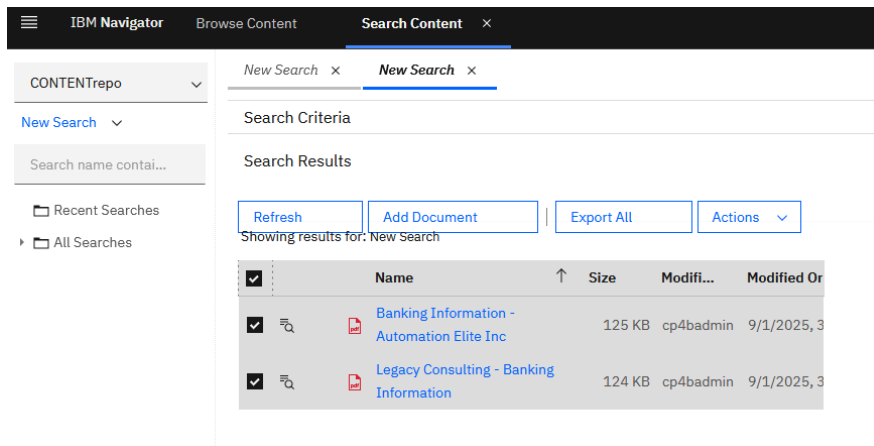 IBM Navigator Browse Content Search Content ×
CONTENTrepo
New Search
Search name contai...
Recent Searches
All Searches
New Search × New Search ×
Search Criteria
Search Results
Refresh Add Document Export All Actions
Showing results for: New Search
Name ↑ Size Modifi... Modified On
Banking Information -
Automation Elite Inc
125 KB cp4badmin 9/1/2025, 3
Legacy Consulting - Banking
Information
124 KB cp4badmin 9/1/2025, 3